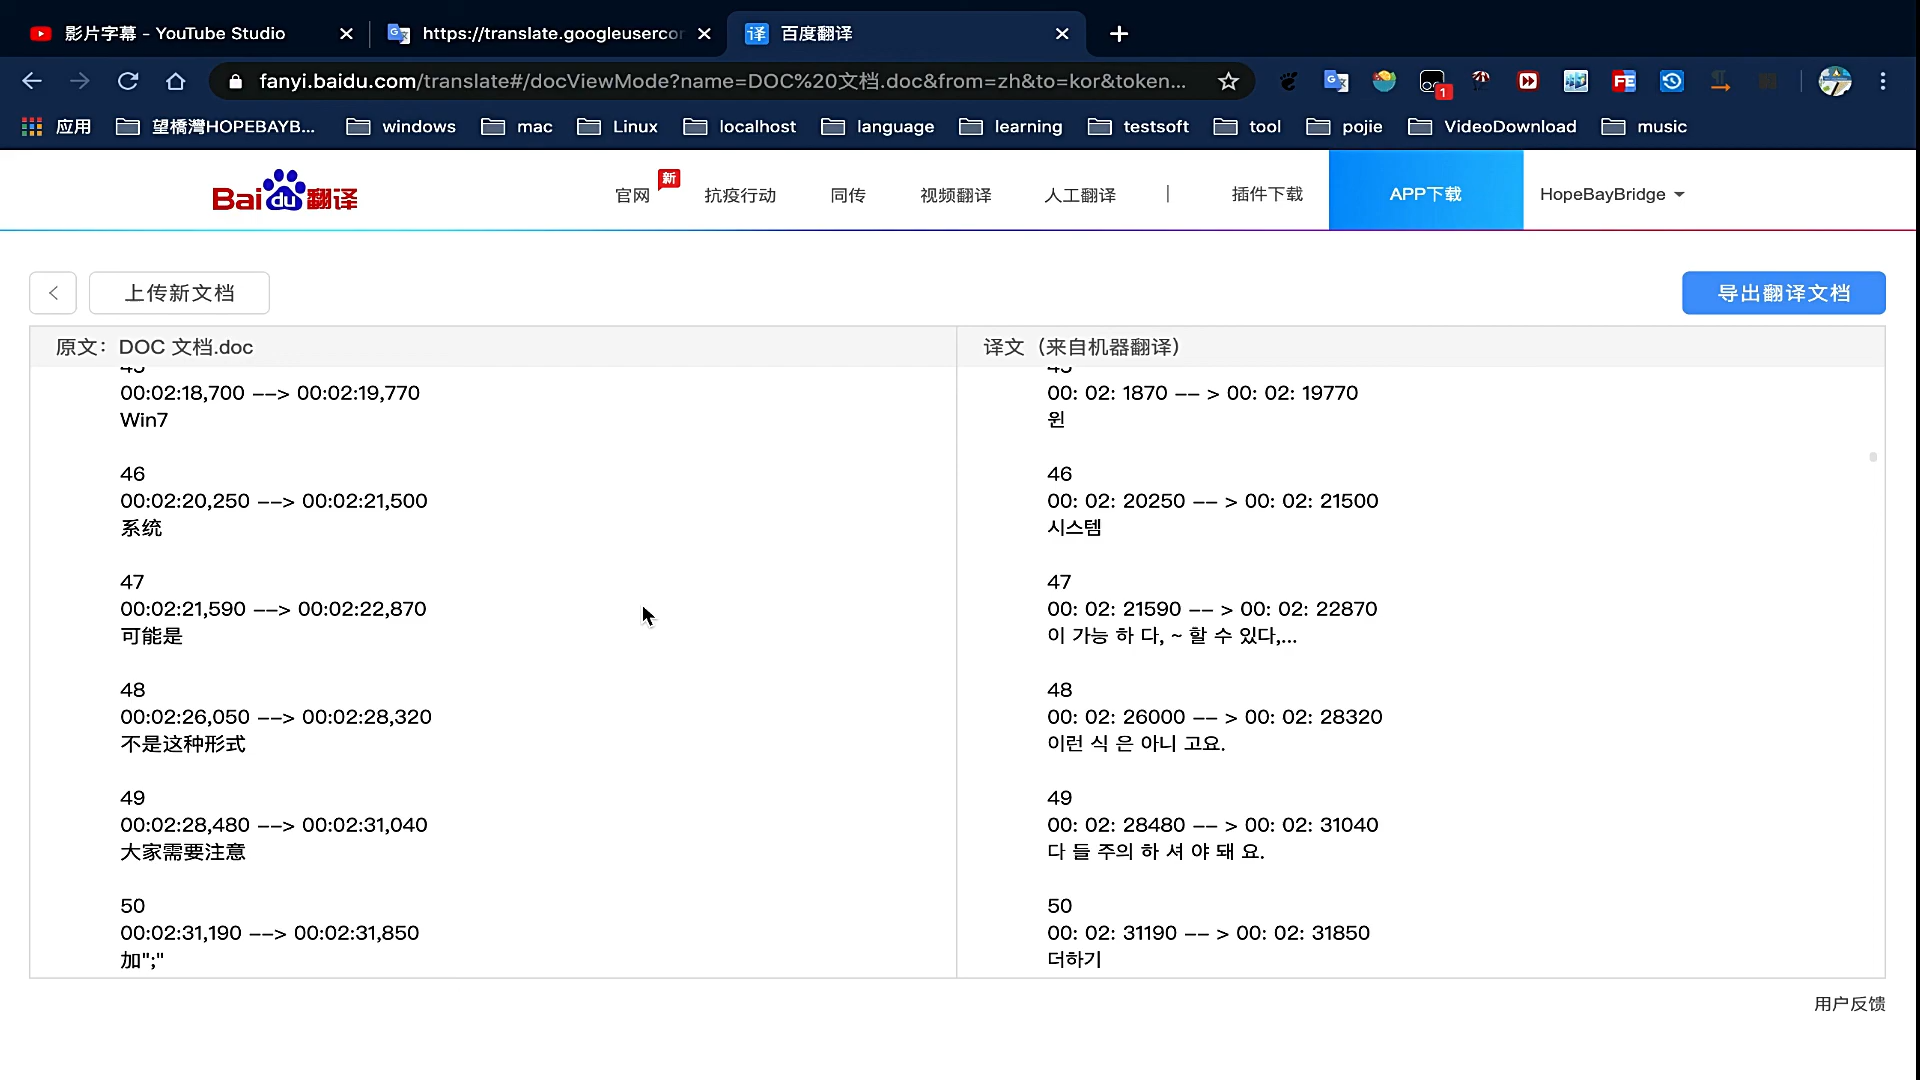 影片字幕 - YouTube Studio
https://translate.googleusercor
译 百度翻译
fanyi.baidu.com/translate#/docViewMode?name=DOC%20文档.doc&from=zh&to=kor&token...
1
应用 望橋灣HOPEBAYB... windows mac Linux localhost language learning testsoft tool pojie VideoDownload music
Bai du 翻译 官网 新 抗疫行动 同传 视频翻译 人工翻译 | 插件下载 APP下载 HopeBayBridge
上传新文档 导出翻译文档
原文：DOC 文档.doc
45
00:02:18,700 --> 00:02:19,770
Win7
46
00:02:20,250 --> 00:02:21,500
系统
47
00:02:21,590 --> 00:02:22,870
可能是
48
00:02:26,050 --> 00:02:28,320
不是这种形式
49
00:02:28,480 --> 00:02:31,040
大家需要注意
50
00:02:31,190 --> 00:02:31,850
加";"
译文（来自机器翻译）
45
00: 02: 1870 -- > 00: 02: 19770
윈
46
00: 02: 20250 -- > 00: 02: 21500
시스템
47
00: 02: 21590 -- > 00: 02: 22870
이 가능 하 다, ~ 할 수 있다,...
48
00: 02: 26000 -- > 00: 02: 28320
이런 식 은 아니 고요.
49
00: 02: 28480 -- > 00: 02: 31040
다 들 주의 하 셔 야 돼 요.
50
00: 02: 31190 -- > 00: 02: 31850
더하기
用户反馈